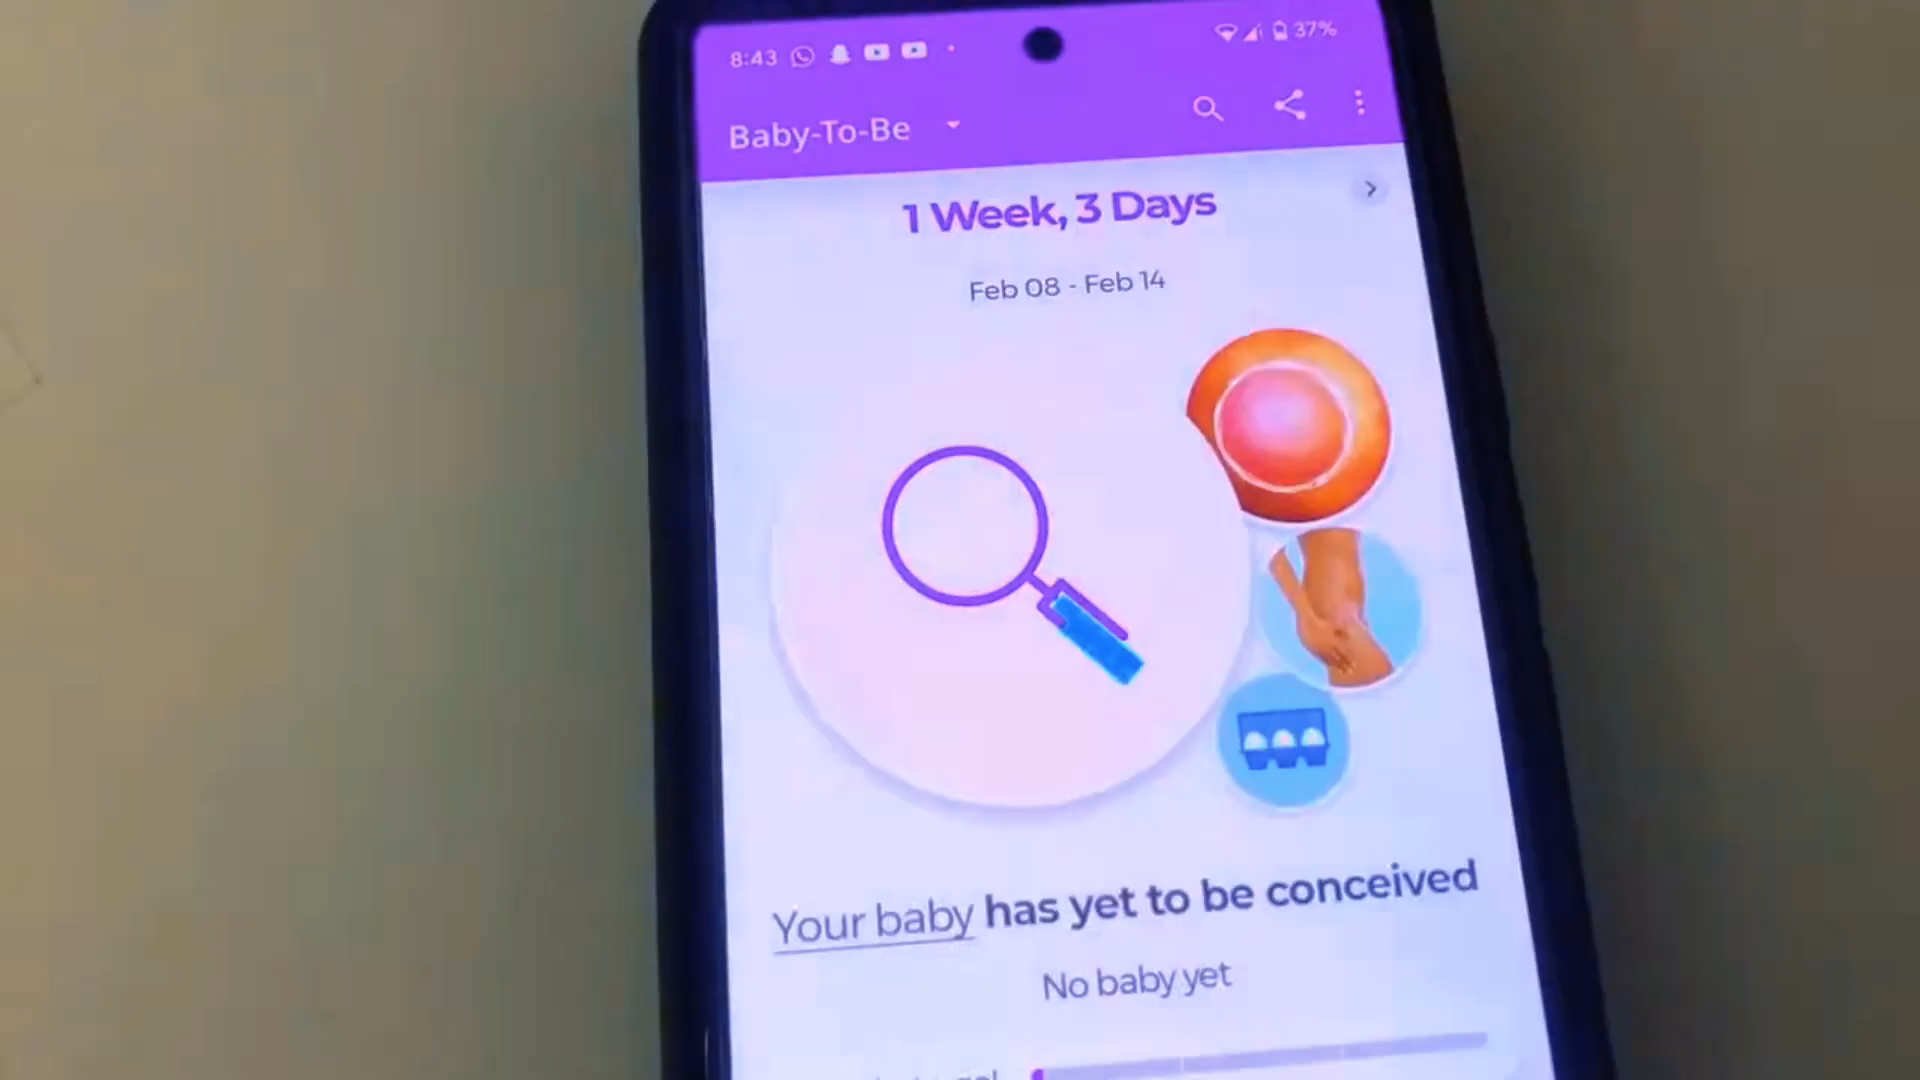 8:43
37%
Baby-To-Be
1 Week, 3 Days
Feb 08 - Feb 14
Your baby has yet to be conceived
No baby yet